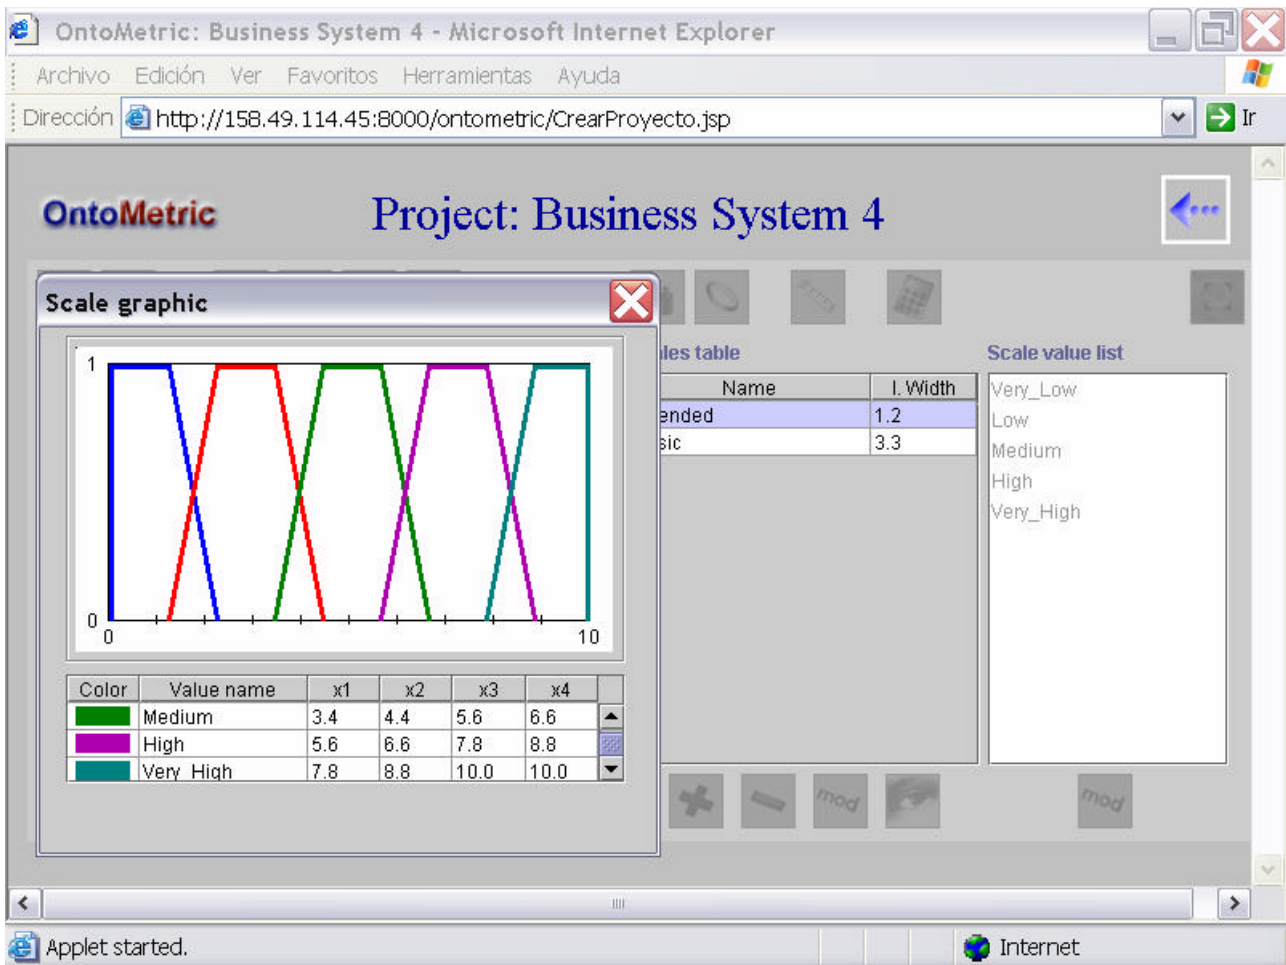 OntoMetric: Business System 4 - Microsoft Internet Explorer
Archivo Edición Ver Favoritos Herramientas Ayuda
Dirección http://158.49.114.45:8000/ontometric/CrearProyecto.jsp Ir
OntoMetric Project: Business System 4
Scale graphic
1
0
0 10
Color Value name x1 x2 x3 x4
Medium 3.4 4.4 5.6 6.6
High 5.6 6.6 7.8 8.8
Very_High 7.8 8.8 10.0 10.0
les table
Name I. Width
ended 1.2
sic 3.3
Scale value list
Very_Low
Low
Medium
High
Very_High
mod
mod
Applet started. Internet